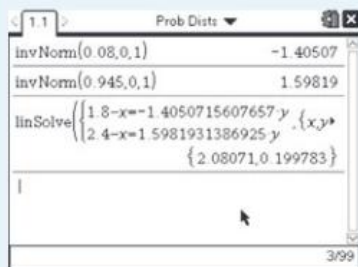 1.1 Prob Dists
invNorm(0.08,0,1) -1.40507
invNorm(0.945,0,1) 1.59819
linSolve({1.8-x=-1.4050715607657·y
2.4-x=1.5981931386925·y ,{x,y
{2.08071,0.199783}
3/99